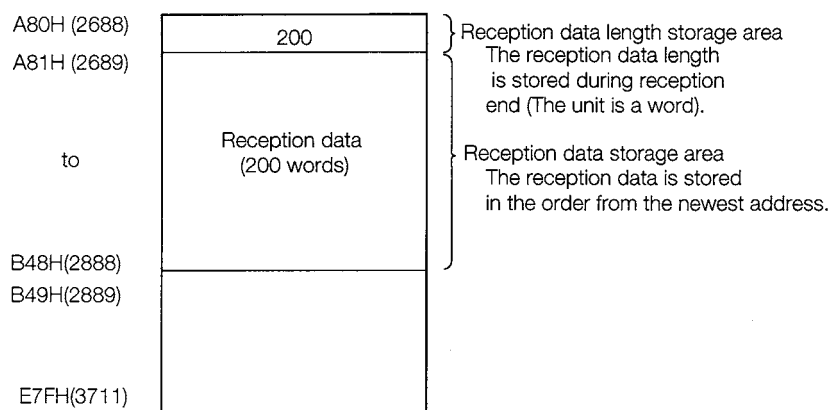 A80H (2688)
200
Reception data length storage area
A81H (2689)
The reception data length
is stored during reception
end (The unit is a word).
Reception data
(200 words)
to
Reception data storage area
The reception data is stored
in the order from the newest address.
B48H(2888)
B49H(2889)
E7FH(3711)